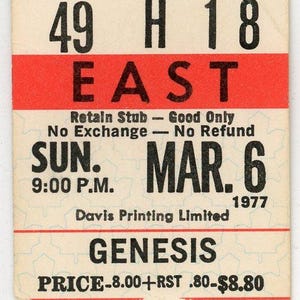 49 H 18
EAST
Retain Stub — Good Only
No Exchange — No Refund
SUN. MAR. 6
9:00 P.M. 1977
Davis Printing Limited
GENESIS
PRICE-8.00+RST .80-$8.80